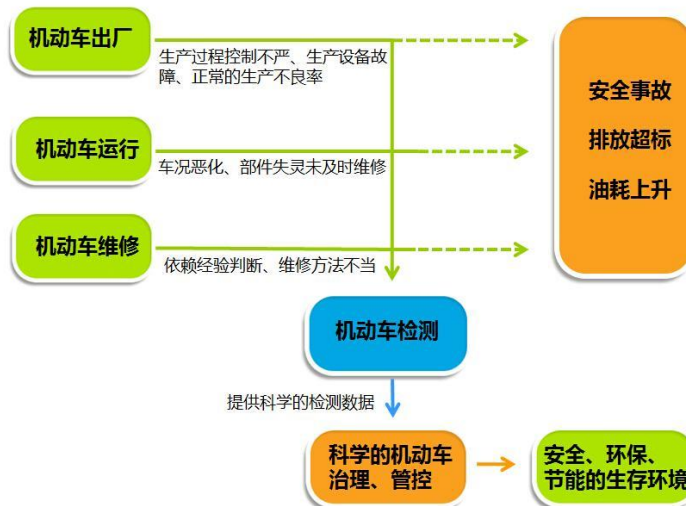 机动车出厂
生产过程控制不严、生产设备故
障、正常的生产不良率
安全事故
排放超标
油耗上升
机动车运行
车况恶化、部件失灵未及时维修
机动车维修
依赖经验判断、维修方法不当
机动车检测
提供科学的检测数据
科学的机动车
治理、管控
安全、环保、
节能的生存环境